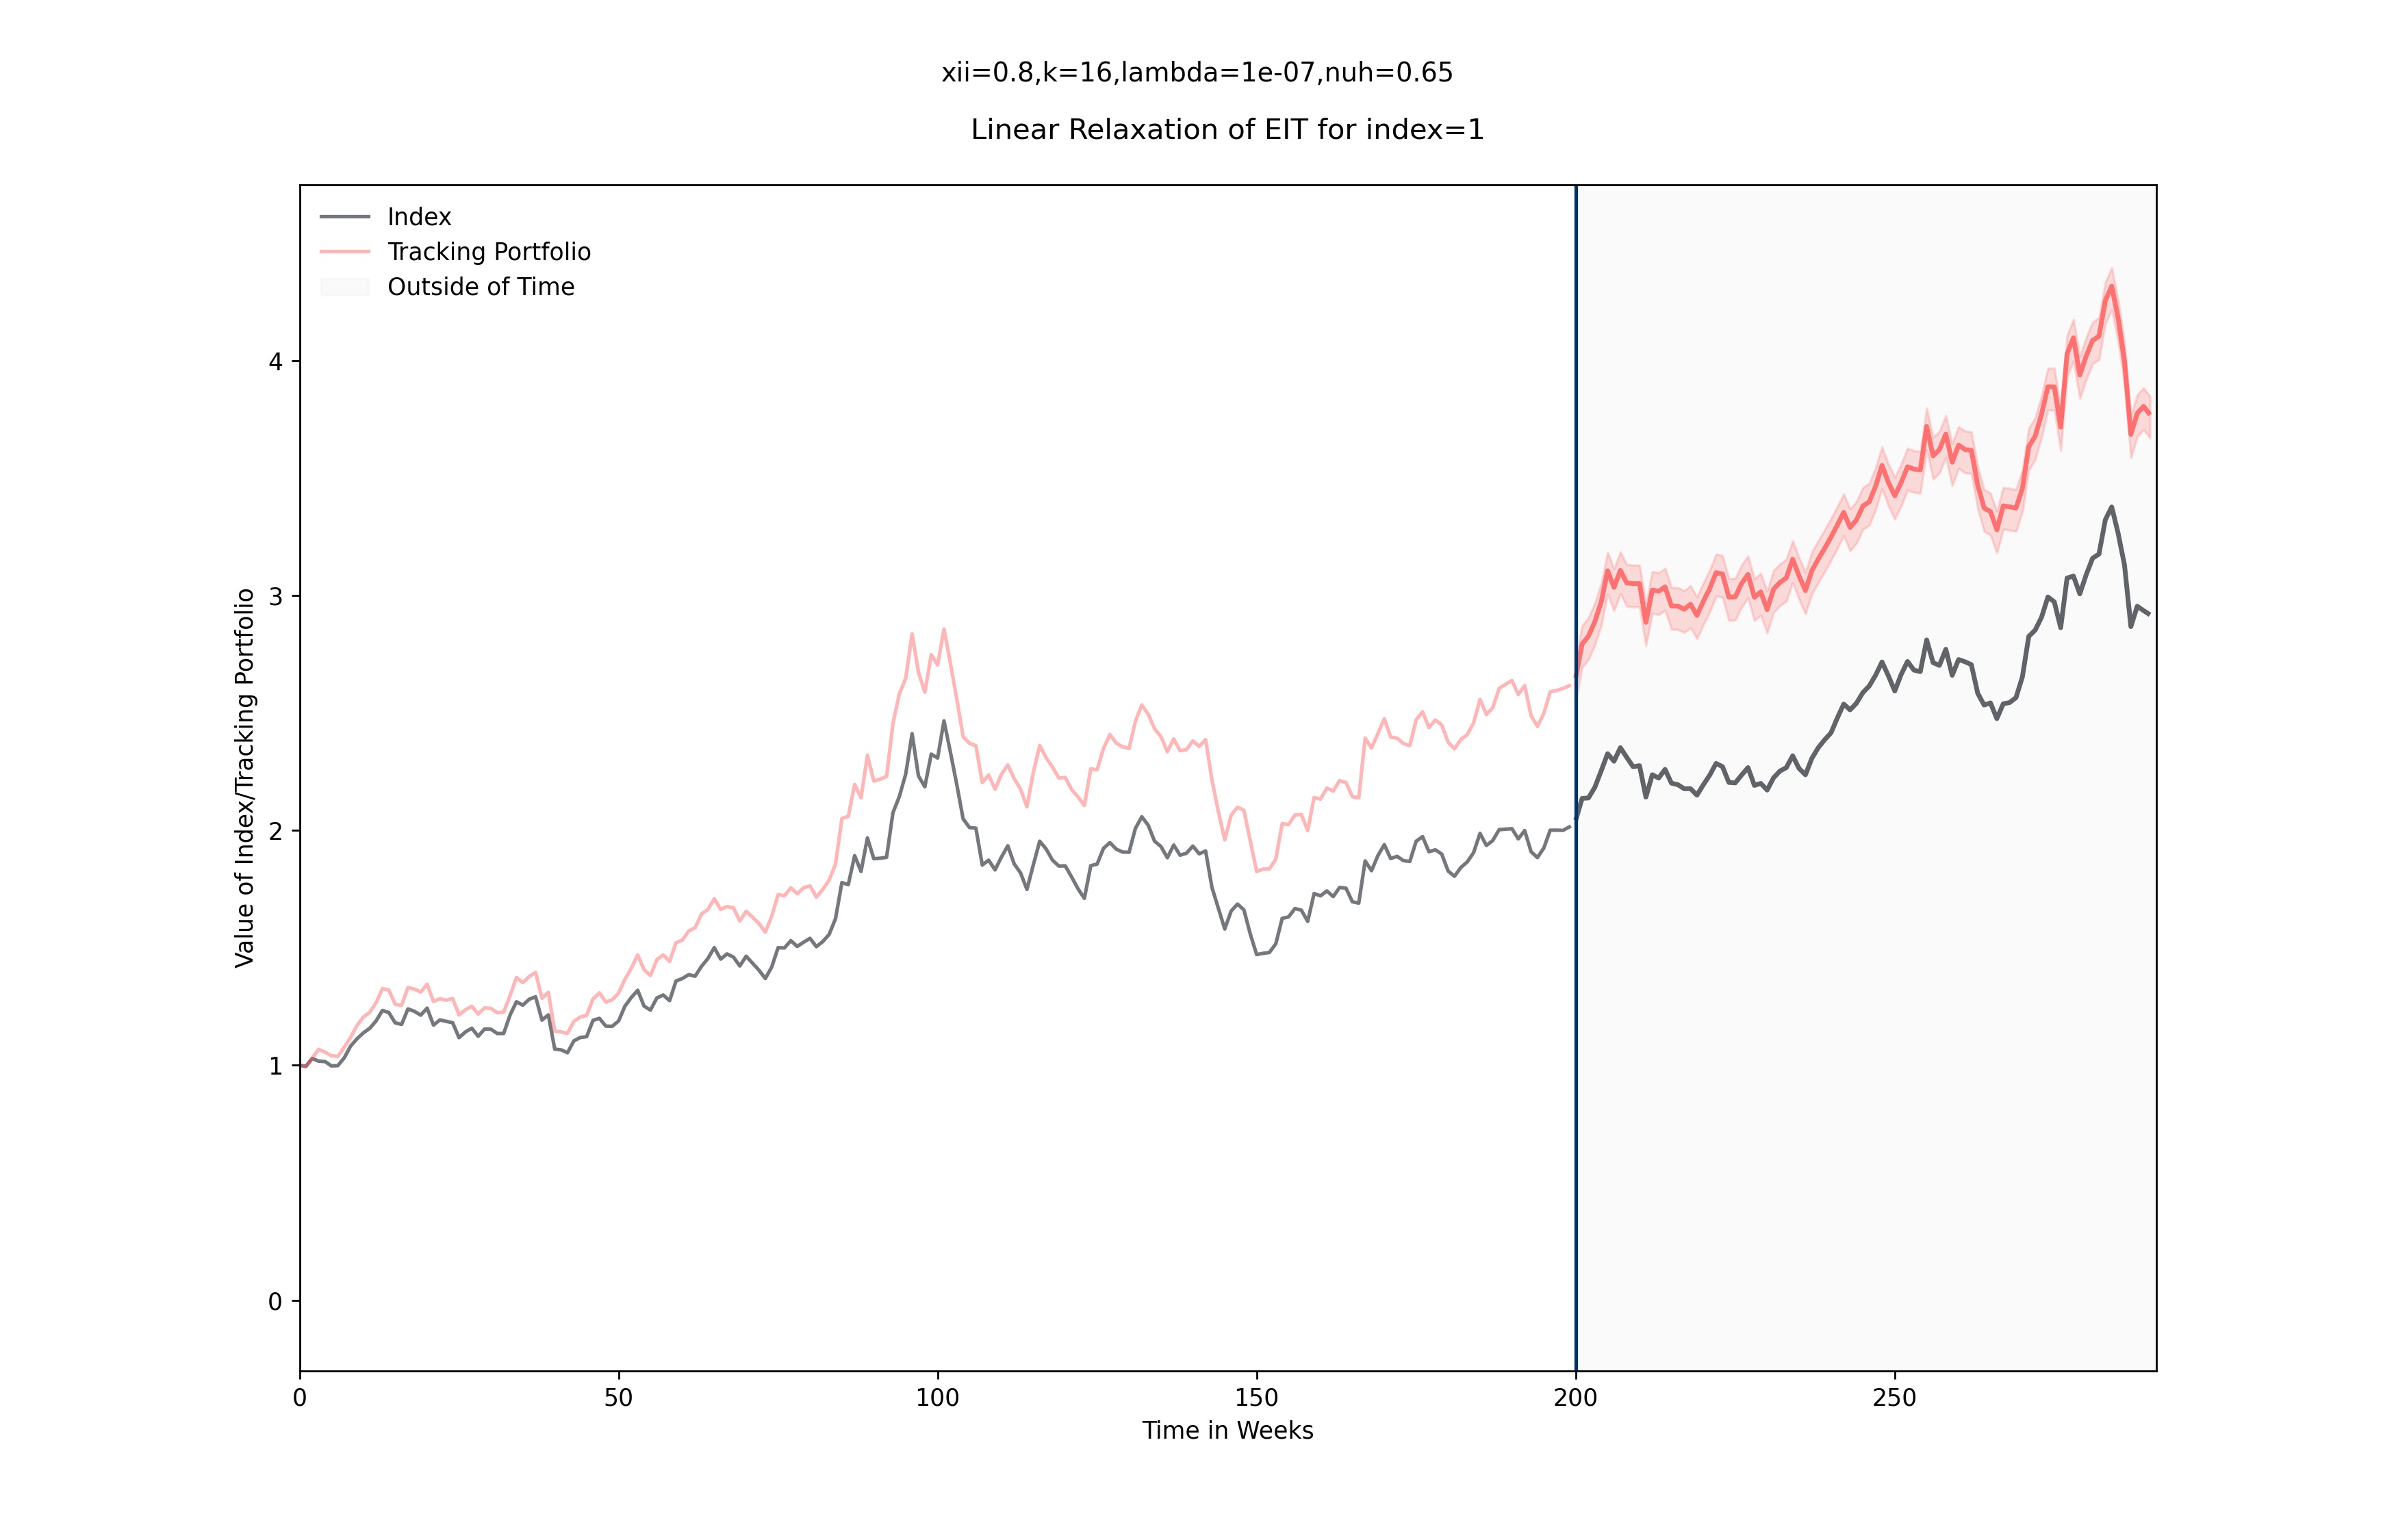 xii=0.8,k=16,lambda=1e-07,nuh=0.65
Linear Relaxation of EIT for index=1
Index
Tracking Portfolio
Outside of Time
Value of Index/Tracking Portfolio
4
3
2
1
0
0 50 100 150 200 250
Time in Weeks